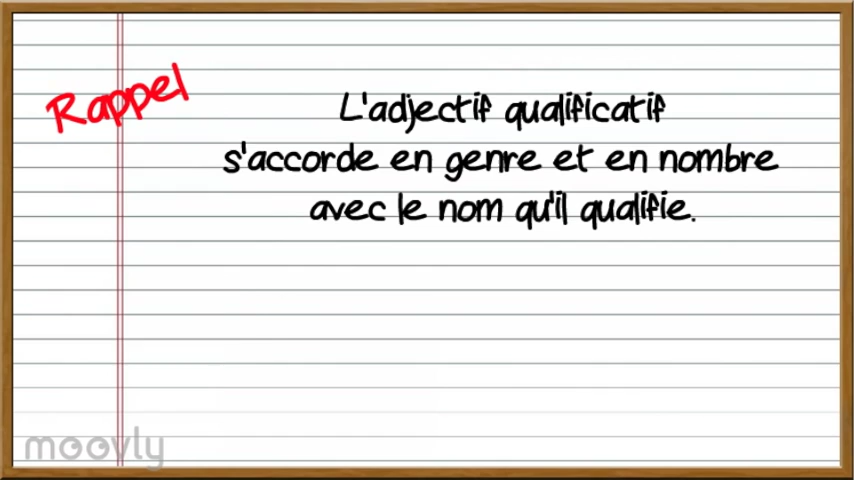 Rappel
L'adjectif qualificatif
s'accorde en genre et en nombre
avec le nom qu'il qualifie.
moovly